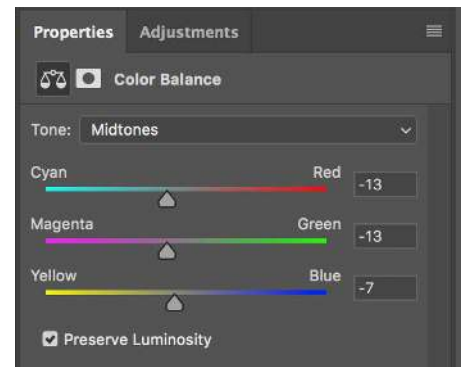 Properties Adjustments
Color Balance
Tone: Midtones
Cyan Red -13
Magenta Green -13
Yellow Blue -7
Preserve Luminosity